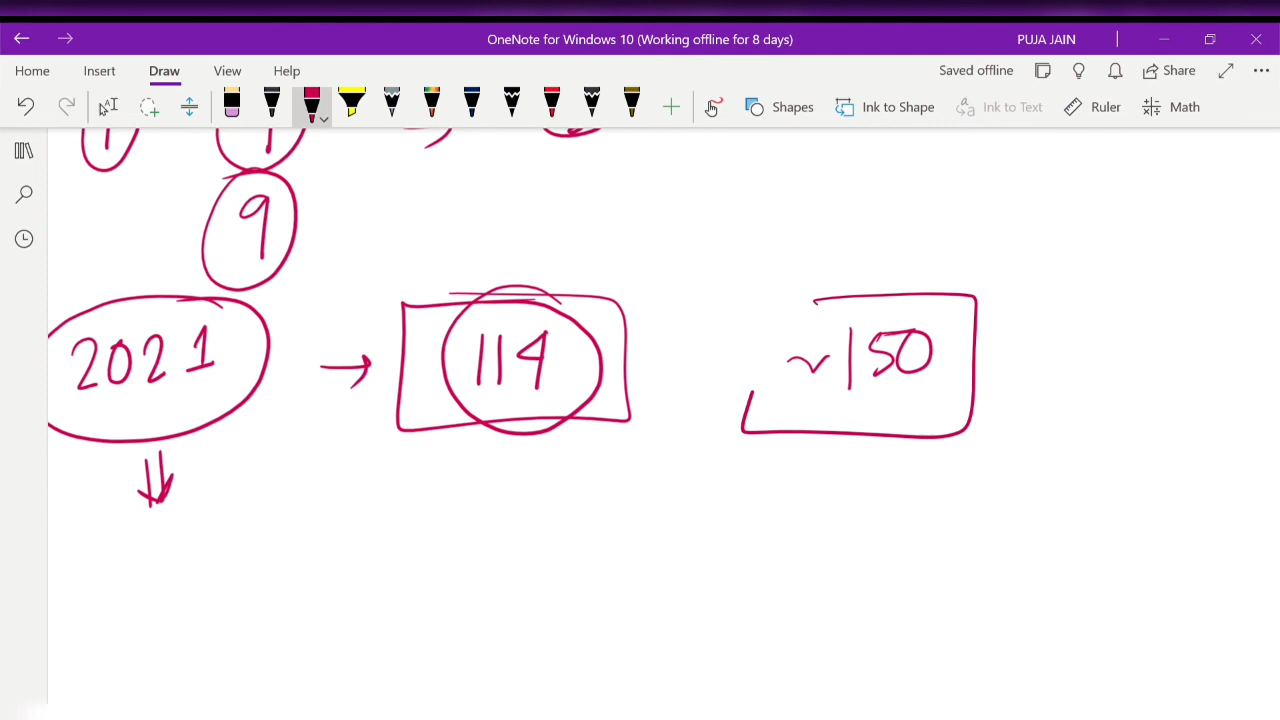 OneNote for Windows 10 (Working offline for 8 days) PUJA JAIN
Home Insert Draw View Help Saved offline Share
Shapes Ink to Shape Ink to Text Ruler Math
9
2021 → 114 ~150